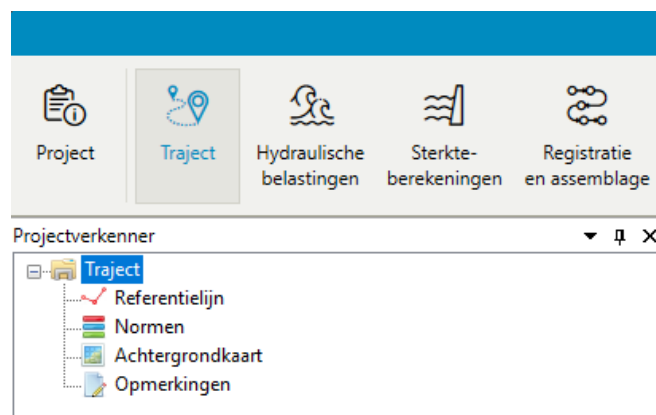 Project
Traject
Hydraulische
belastingen
Sterkte-
berekeningen
Registratie
en assemblage
Projectverkenner
Traject
Referentielijn
Normen
Achtergrondkaart
Opmerkingen